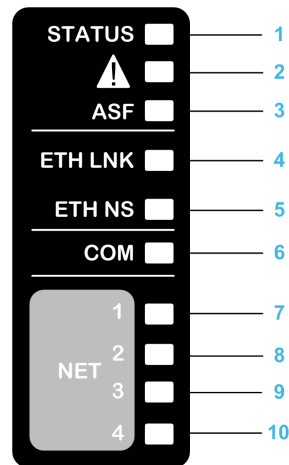 STATUS 1
2
ASF 3
ETH LNK 4
ETH NS 5
COM 6
1 7
2 8
NET
3 9
4 10